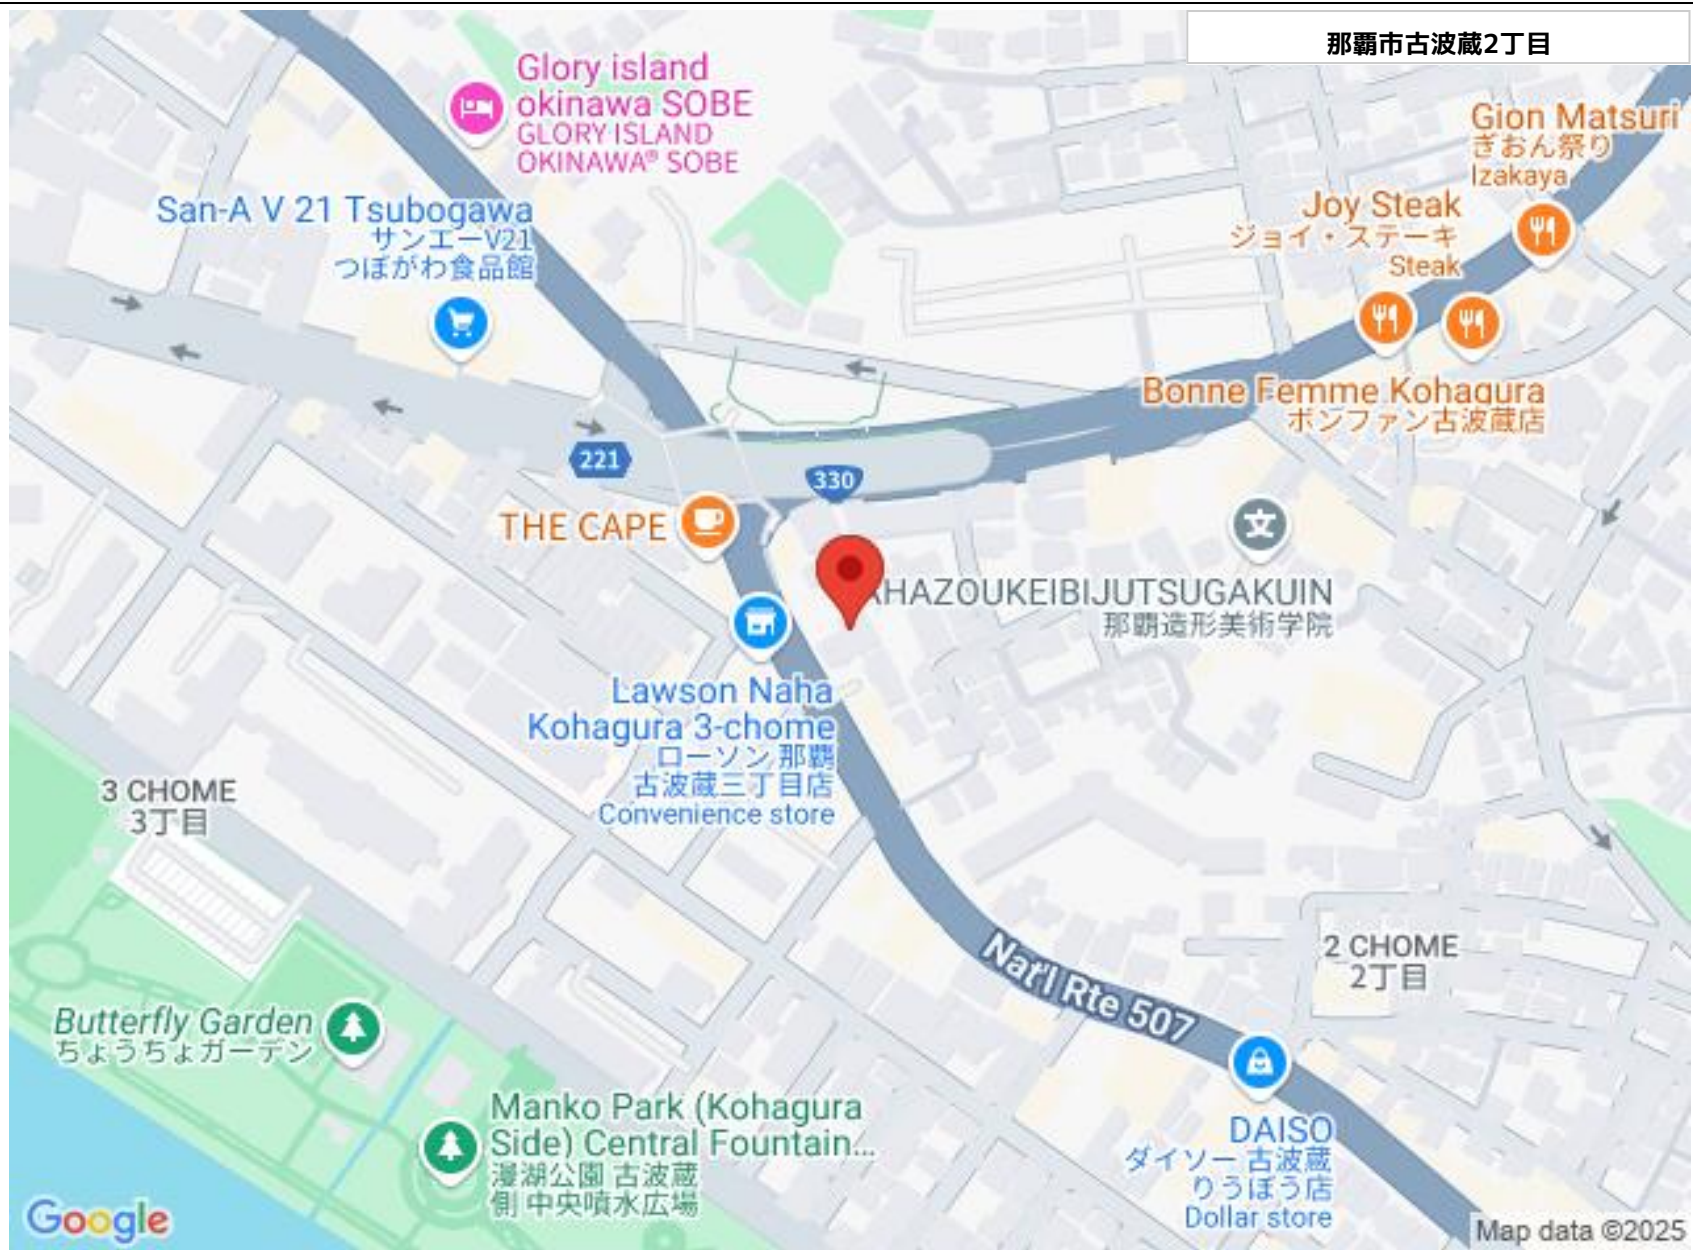 那覇市古波蔵2丁目
Glory island
okinawa SOBE
GLORY ISLAND
OKINAWA® SOBE
Gion Matsuri
ぎおん祭り
Izakaya
San-A V 21 Tsubogawa
サンエーV21
つぼがわ食品館
Joy Steak
ジョイ・ステーキ
Steak
Bonne Femme Kohagura
ボンファン古波蔵店
221
330
THE CAPE
AHAZOUKEIBIJUTSUGAKUIN
那覇造形美術学院
Lawson Naha
Kohagura 3-chome
ローソン 那覇
古波蔵三丁目店
Convenience store
3 CHOME
3丁目
2 CHOME
2丁目
Nat'l Rte 507
Butterfly Garden
ちょうちょガーデン
Manko Park (Kohagura
Side) Central Fountain...
漫湖公園 古波蔵
側 中央噴水広場
DAISO
ダイソー 古波蔵
りうぼう店
Dollar store
Google
Map data ©2025